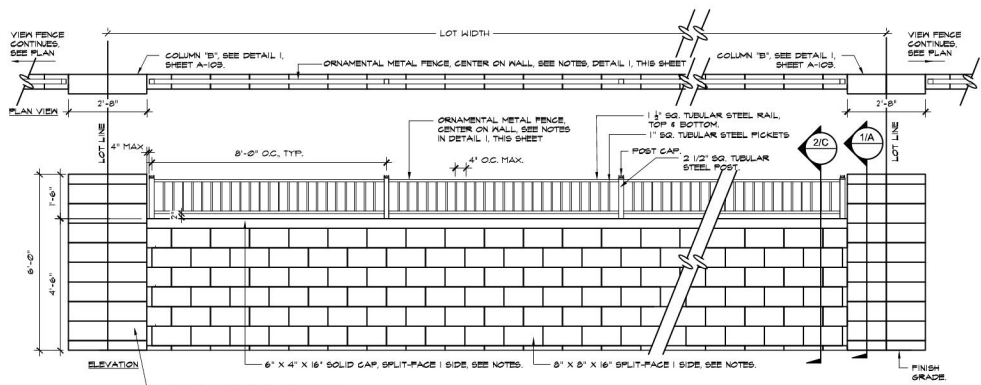 VIEW FENCE
CONTINUES,
SEE PLAN
LOT WIDTH
VIEW FENCE
CONTINUES,
SEE PLAN
COLUMN "B", SEE DETAIL 1,
SHEET A-103.
ORNAMENTAL METAL FENCE, CENTER ON WALL, SEE NOTES, DETAIL 1, THIS SHEET
COLUMN "B", SEE DETAIL 1,
SHEET A-103.
PLAN VIEW
2'-8"
2'-8"
LOT LINE
LOT LINE
4" MAX
8'-0" O.C., TYP.
ORNAMENTAL METAL FENCE,
CENTER ON WALL, SEE NOTES
IN DETAIL 1, THIS SHEET
4" O.C. MAX.
1 1/2" SQ. TUBULAR STEEL RAIL,
TOP & BOTTOM.
1" SQ. TUBULAR STEEL PICKETS
POST CAP.
2 1/2" SQ. TUBULAR
STEEL POST
2/C
1/A
1'-6"
2"
6'-0"
4'-6"
ELEVATION
6" X 4" X 16" SOLID CAP, SPLIT-FACE 1 SIDE, SEE NOTES.
8" X 8" X 16" SPLIT-FACE 1 SIDE, SEE NOTES.
FINISH
GRADE.